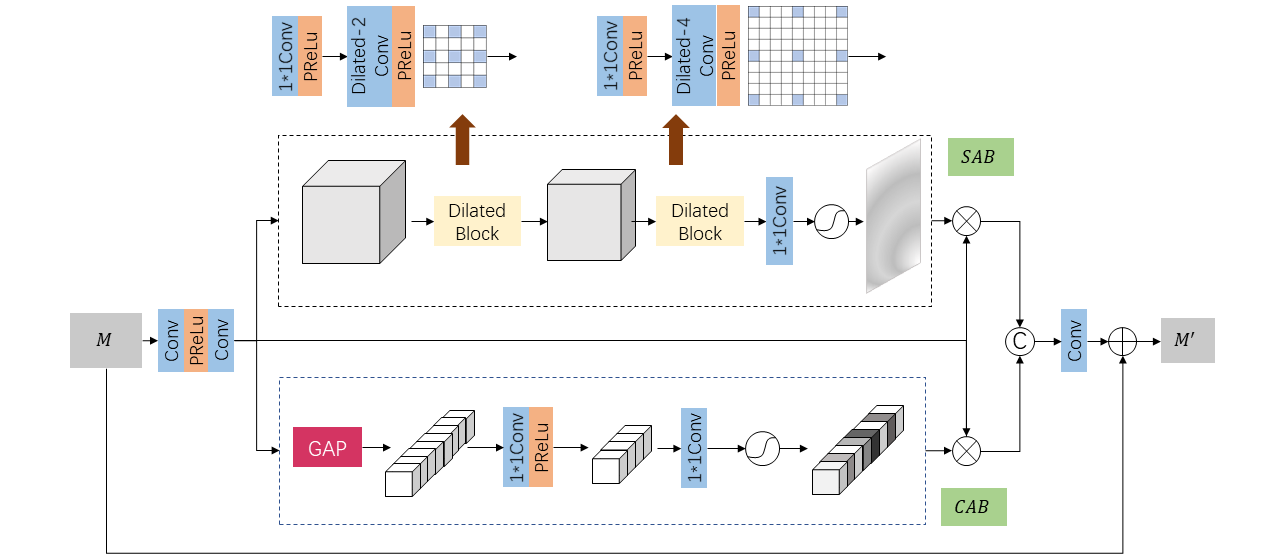 1*1Conv
PReLu
Dilated-2
Conv
PReLu
1*1Conv
PReLu
Dilated-4
Conv
PReLu
SAB
Dilated
Block
Dilated
Block
1*1Conv
M
Conv
PReLu
Conv
C
Conv
M′
GAP
1*1Conv
PReLu
1*1Conv
CAB